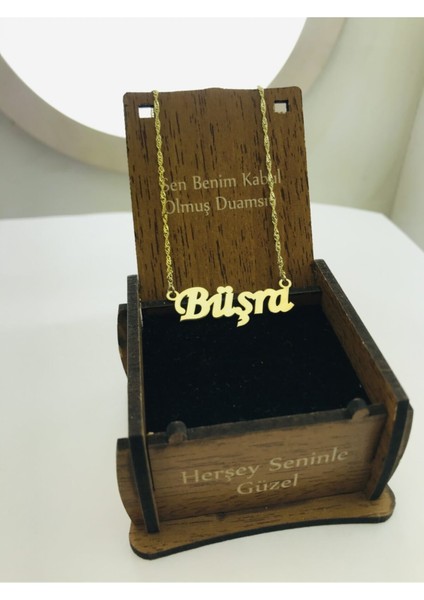 Sen Benim Kabul
Olmuş Duamsın
Büşra
Herşey Seninle
Güzel